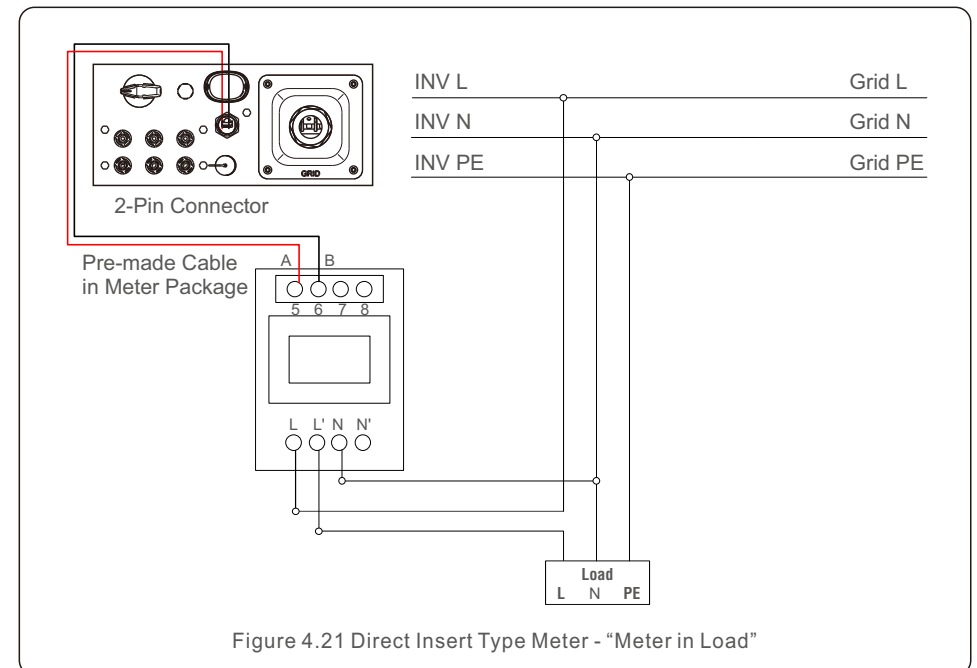 INV L
Grid L
INV N
Grid N
INV PE
Grid PE
GRID
2-Pin Connector
Pre-made Cable
in Meter Package
A B
5 6 7 8
L L' N N'
Load
L N PE
Figure 4.21 Direct Insert Type Meter - “Meter in Load”